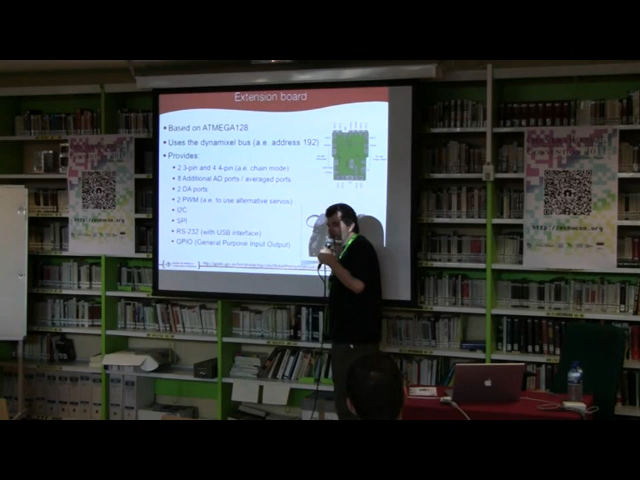 Extension board
• Based on ATMEGA128
• Uses the dynamixel bus (a.e. address 192)
• Provides:
• 2 3-pin and 4 4-pin (a.e. chain mode)
• 8 Additional AD ports / averaged ports
• 2 DA ports
• 2 PWM (a.e. to use alternative servos)
• I2C
• SPI
• RS-232 (with USB interface)
• GPIO (General Purpose Input Output)